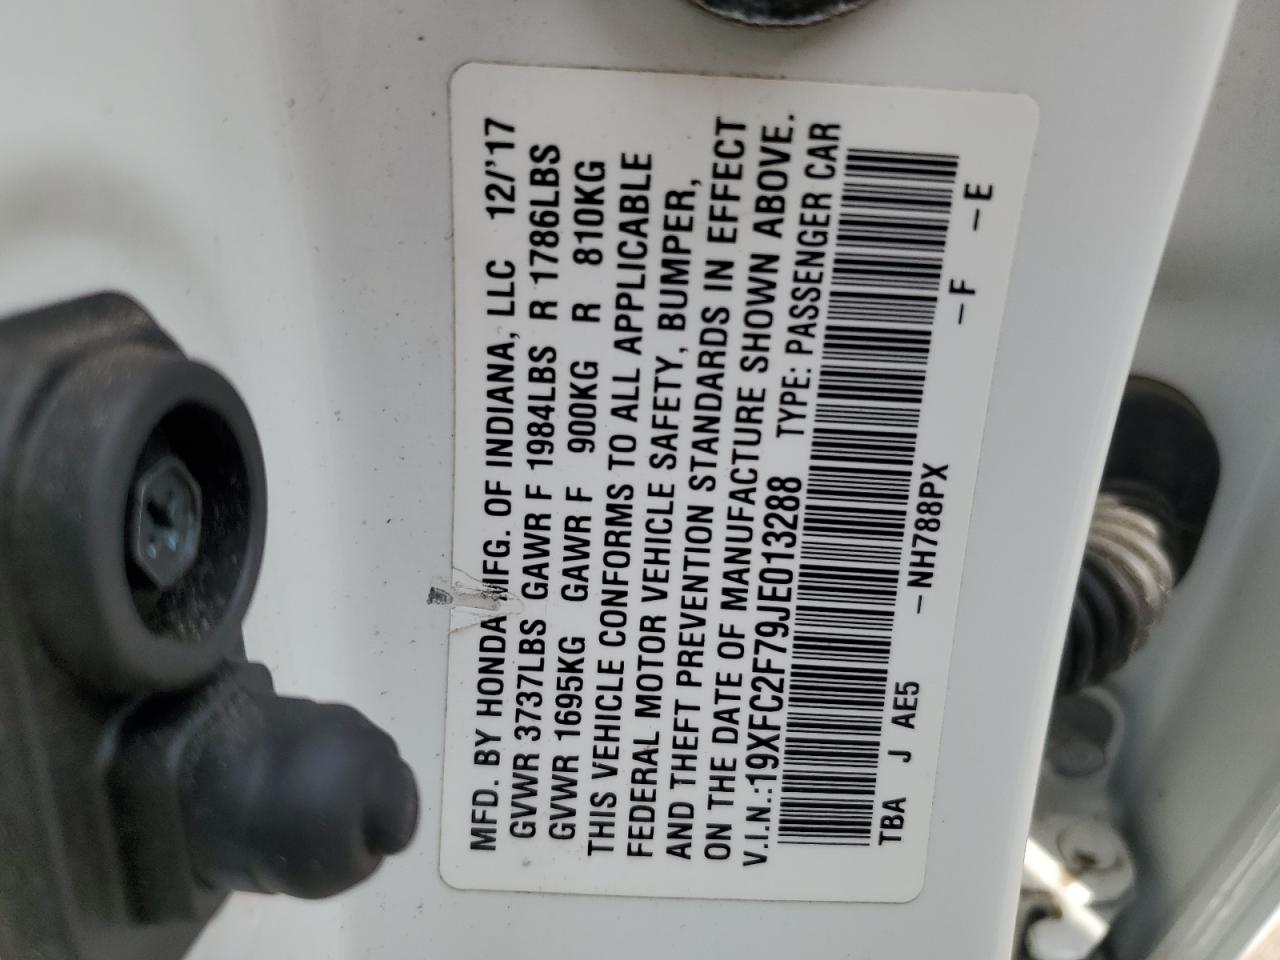 MFD. BY HONDA MFG. OF INDIANA, LLC 12/'17
GVWR 3737LBS GAWR F 1984LBS R 1786LBS
GVWR 1695KG GAWR F 900KG R 810KG
THIS VEHICLE CONFORMS TO ALL APPLICABLE
FEDERAL MOTOR VEHICLE SAFETY, BUMPER,
AND THEFT PREVENTION STANDARDS IN EFFECT
ON THE DATE OF MANUFACTURE SHOWN ABOVE.
V.I.N.:19XFC2F79JE013288 TYPE: PASSENGER CAR
TBA J AE5 –NH788PX –F –E